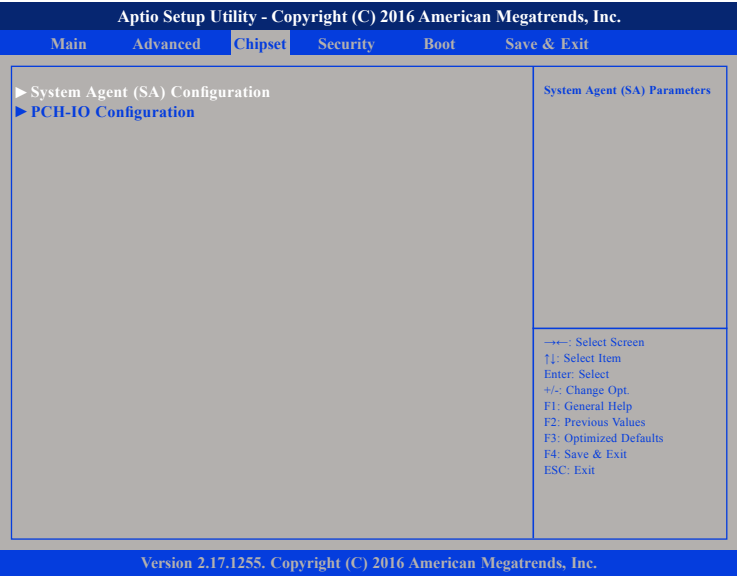 Aptio Setup Utility - Copyright (C) 2016 American Megatrends, Inc.
Main Advanced Chipset Security Boot Save & Exit
►System Agent (SA) Configuration
►PCH-IO Configuration
System Agent (SA) Parameters
→←: Select Screen
↑↓: Select Item
Enter: Select
+/-: Change Opt.
F1: General Help
F2: Previous Values
F3: Optimized Defaults
F4: Save & Exit
ESC: Exit
Version 2.17.1255. Copyright (C) 2016 American Megatrends, Inc.